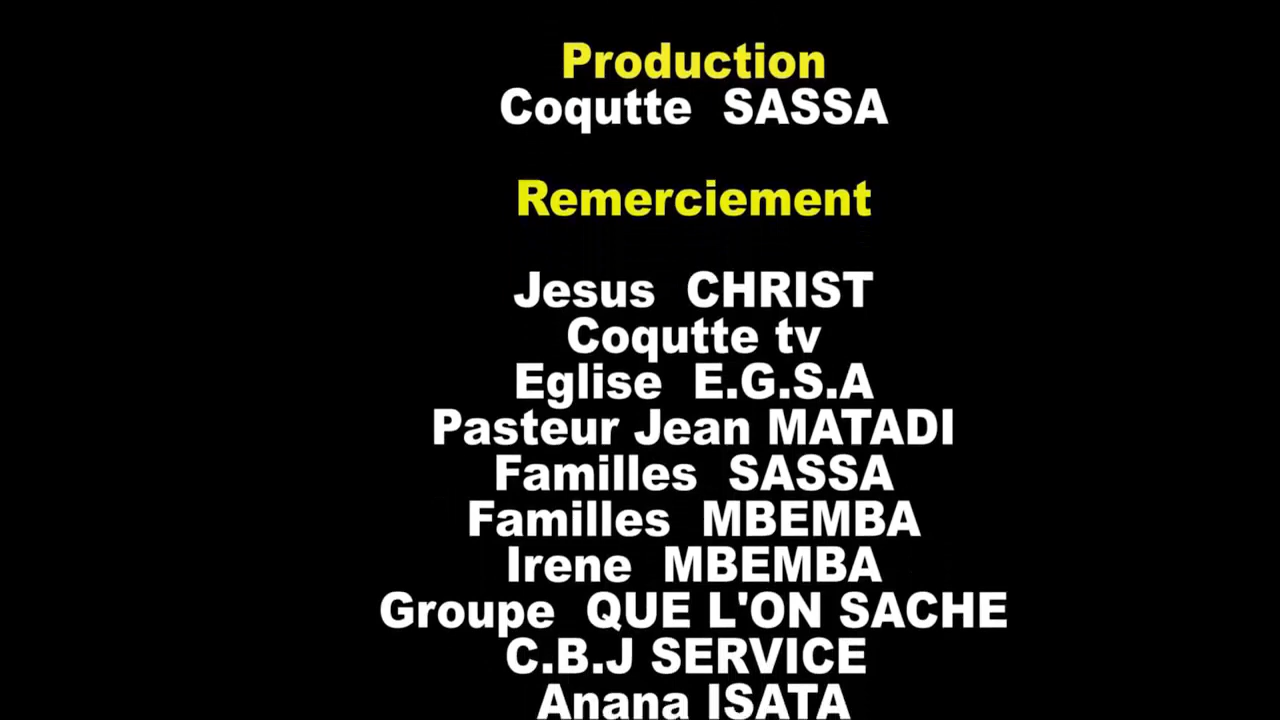 Production
Coqutte SASSA
Remerciement
Jesus CHRIST
Coqutte tv
Eglise E.G.S.A
Pasteur Jean MATADI
Familles SASSA
Familles MBEMBA
Irene MBEMBA
Groupe QUE L'ON SACHE
C.B.J SERVICE
Anana ISATA